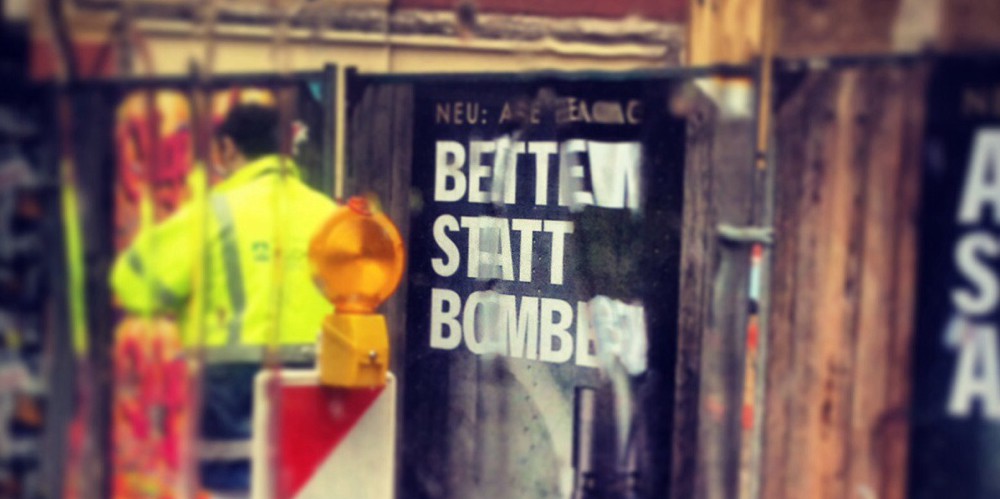 NEU:
BETTEN
STATT
BOMBEN
A
S
A